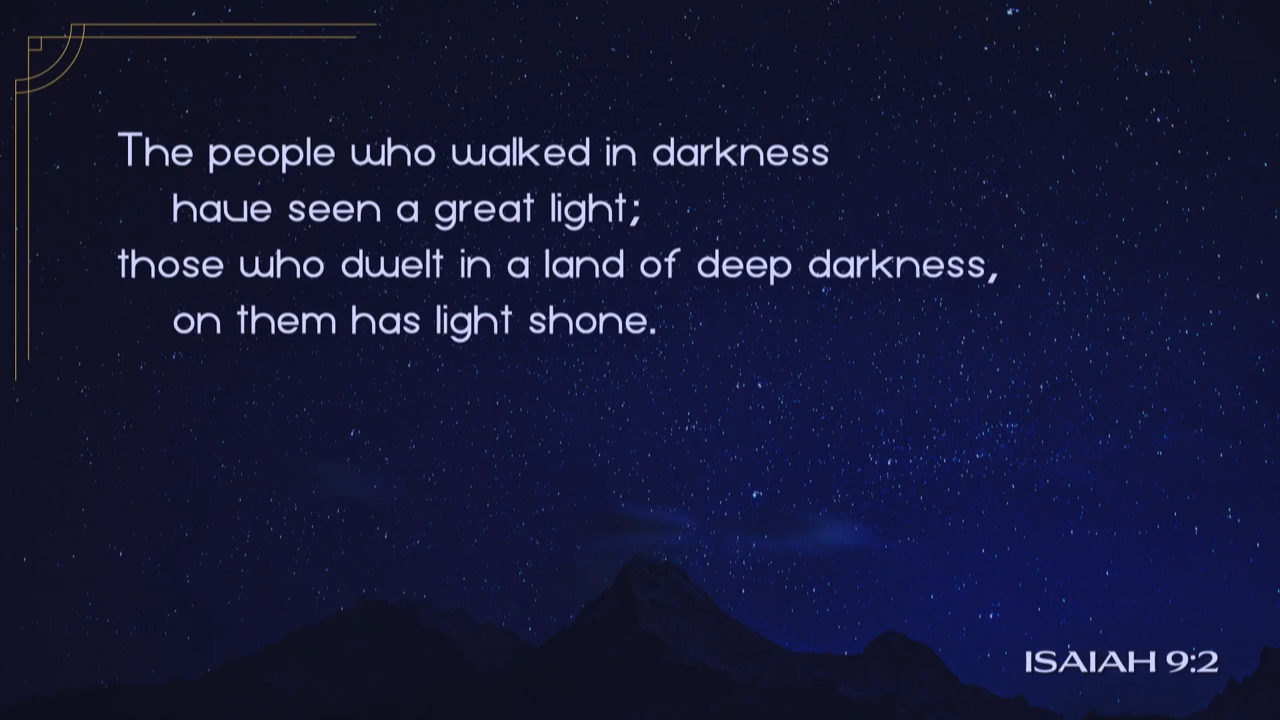 The people who walked in darkness
have seen a great light;
those who dwelt in a land of deep darkness,
on them has light shone.
ISAIAH 9:2